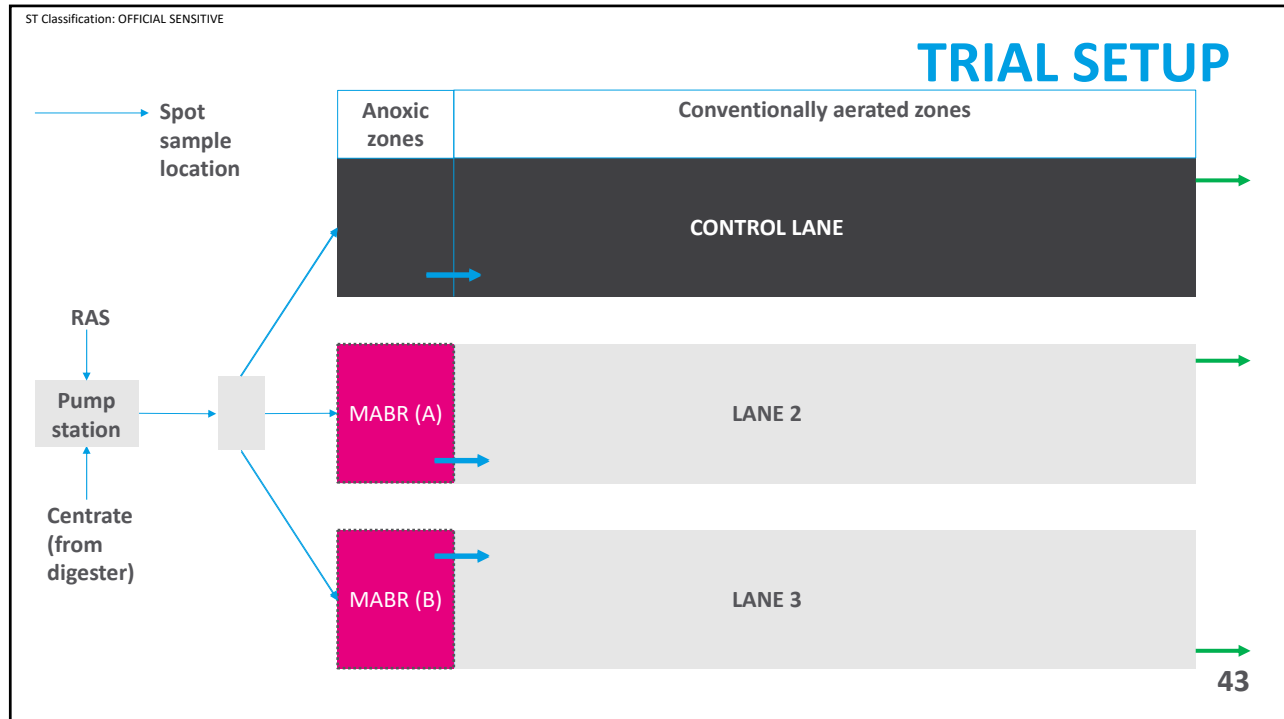 ST Classification: OFFICIAL SENSITIVE
TRIAL SETUP
Spot
sample
location
Anoxic
zones
Conventionally aerated zones
CONTROL LANE
RAS
Pump
station
Centrate
(from
digester)
MABR (A)
LANE 2
MABR (B)
LANE 3
43